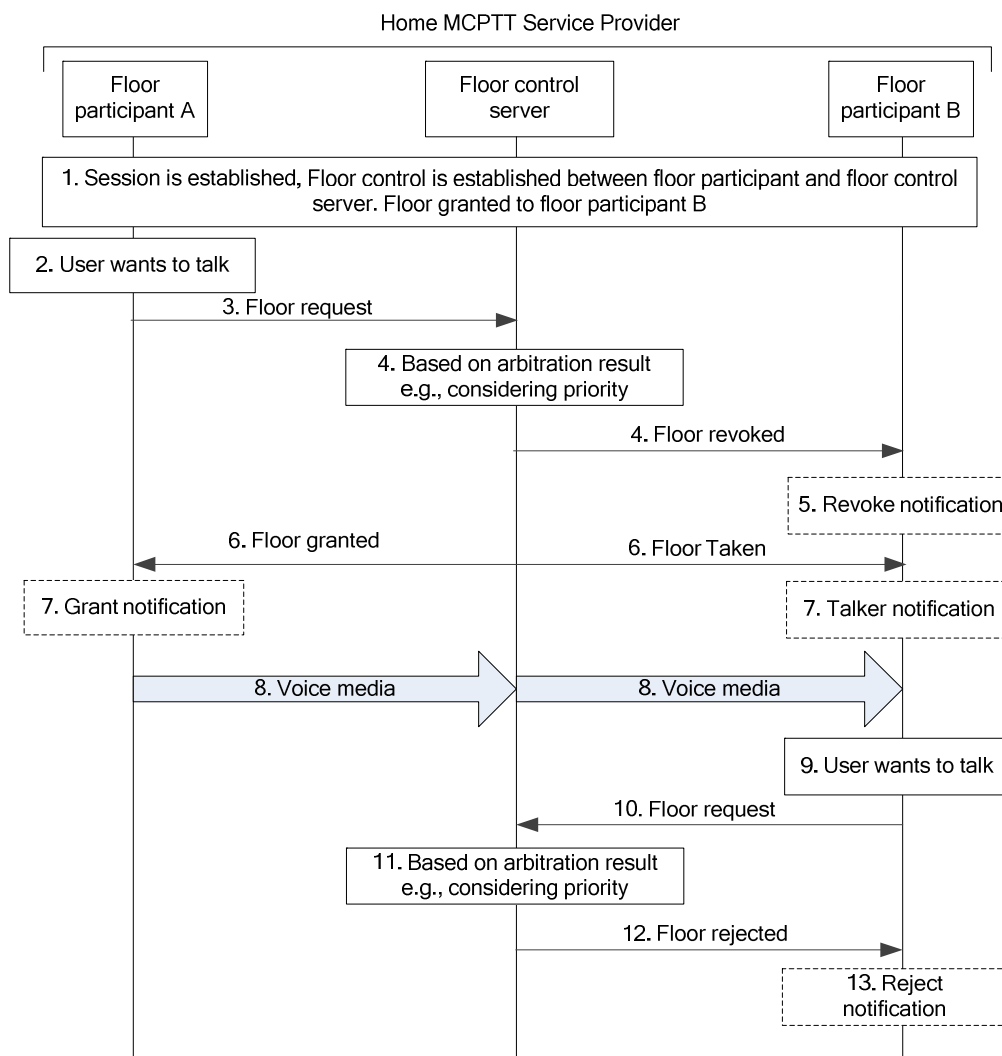 Home MCPTT Service Provider
Floor
participant A
Floor control
server
Floor
participant B
1. Session is established, Floor control is established between floor participant and floor control
server. Floor granted to floor participant B
2. User wants to talk
3. Floor request
4. Based on arbitration result
e.g., considering priority
4. Floor revoked
5. Revoke notification
6. Floor granted
6. Floor Taken
7. Grant notification
7. Talker notification
8. Voice media
8. Voice media
9. User wants to talk
10. Floor request
11. Based on arbitration result
e.g., considering priority
12. Floor rejected
13. Reject
notification